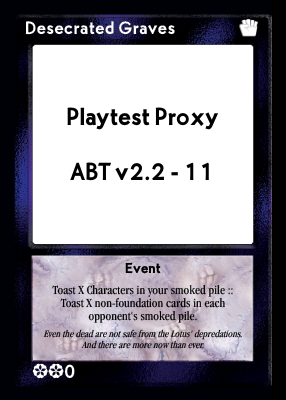 Desecrated Graves
Playtest Proxy
ABT v2.2 - 11
Event
Toast X Characters in your smoked pile ::
Toast X non-foundation cards in each
opponent's smoked pile.
Even the dead are not safe from the Lotus' depredations.
And there are more now than ever.
0